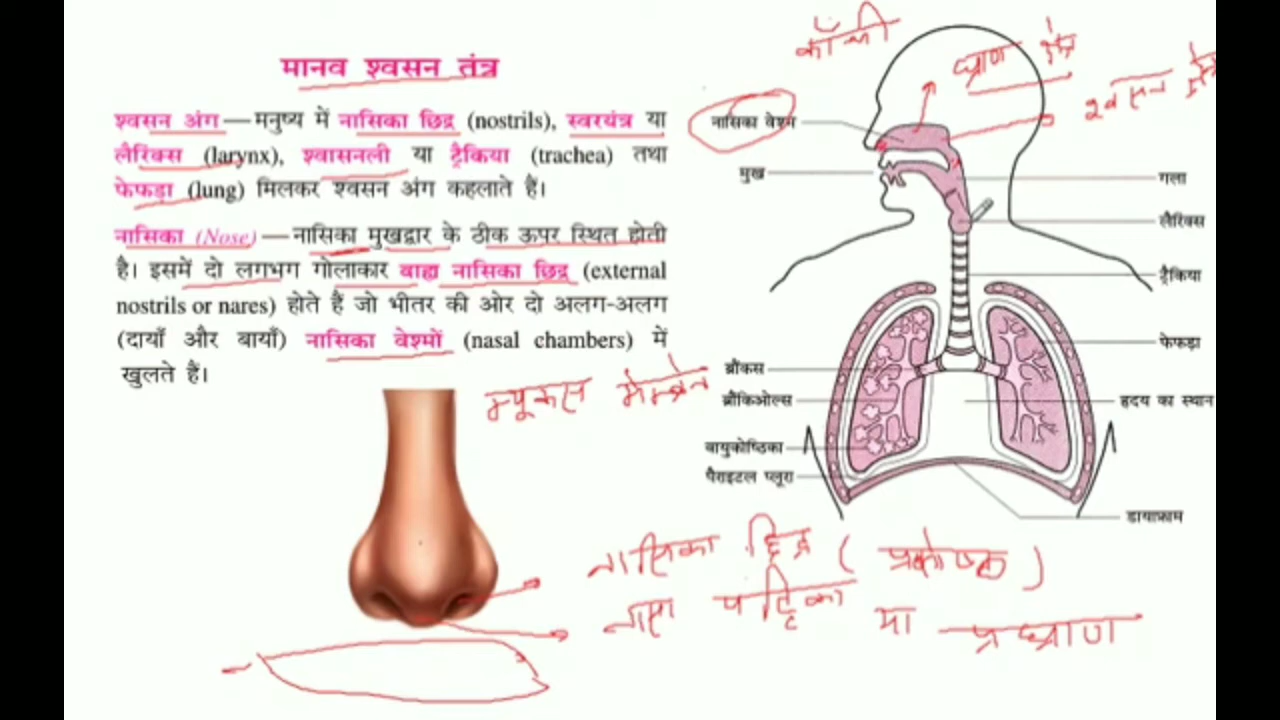 मानव श्वसन तंत्र
श्वसन अंग — मनुष्य में नासिका छिद्र (nostrils), स्वरयंत्र या
लैरिंक्स (larynx), श्वासनली या ट्रैकिया (trachea) तथा
फेफड़ा (lung) मिलकर श्वसन अंग कहलाते हैं।
नासिका (Nose) — नासिका मुखद्वार के ठीक ऊपर स्थित होती
है। इसमें दो लगभग गोलाकार बाह्य नासिका छिद्र (external
nostrils or nares) होते हैं जो भीतर की ओर दो अलग-अलग
(दायाँ और बायाँ) नासिका वेश्मों (nasal chambers) में
खुलते हैं।
म्यूकस मेम्ब्रेन
घ्राण क्षेत्र
श्वसन क्षेत्र
नासिका वेश्म
मुख
गला
लैरिंक्स
ट्रैकिया
फेफड़ा
ब्रौंकस
ब्रौंकिओल्स
हृदय का स्थान
वायुकोष्ठिका
पैराइटल प्लूरा
डायाफ्राम
नासिका छिद्र ( प्रकोष्ठ )
नासा पट्टिका या प्रघ्राण